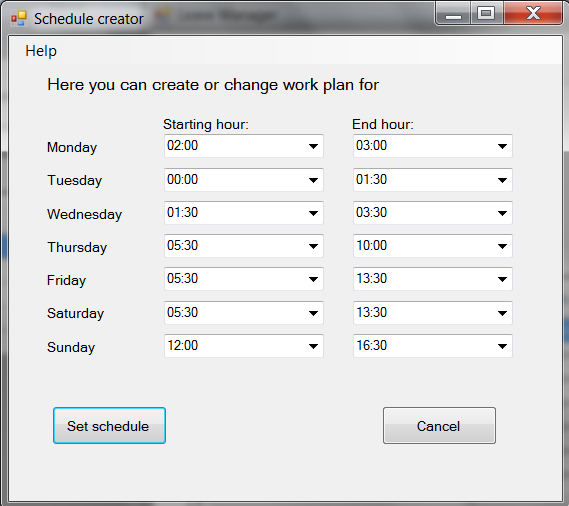 Schedule creator
Help
Here you can create or change work plan for
Starting hour: End hour:
Monday 02:00 03:00
Tuesday 00:00 01:30
Wednesday 01:30 03:30
Thursday 05:30 10:00
Friday 05:30 13:30
Saturday 05:30 13:30
Sunday 12:00 16:30
Set schedule Cancel